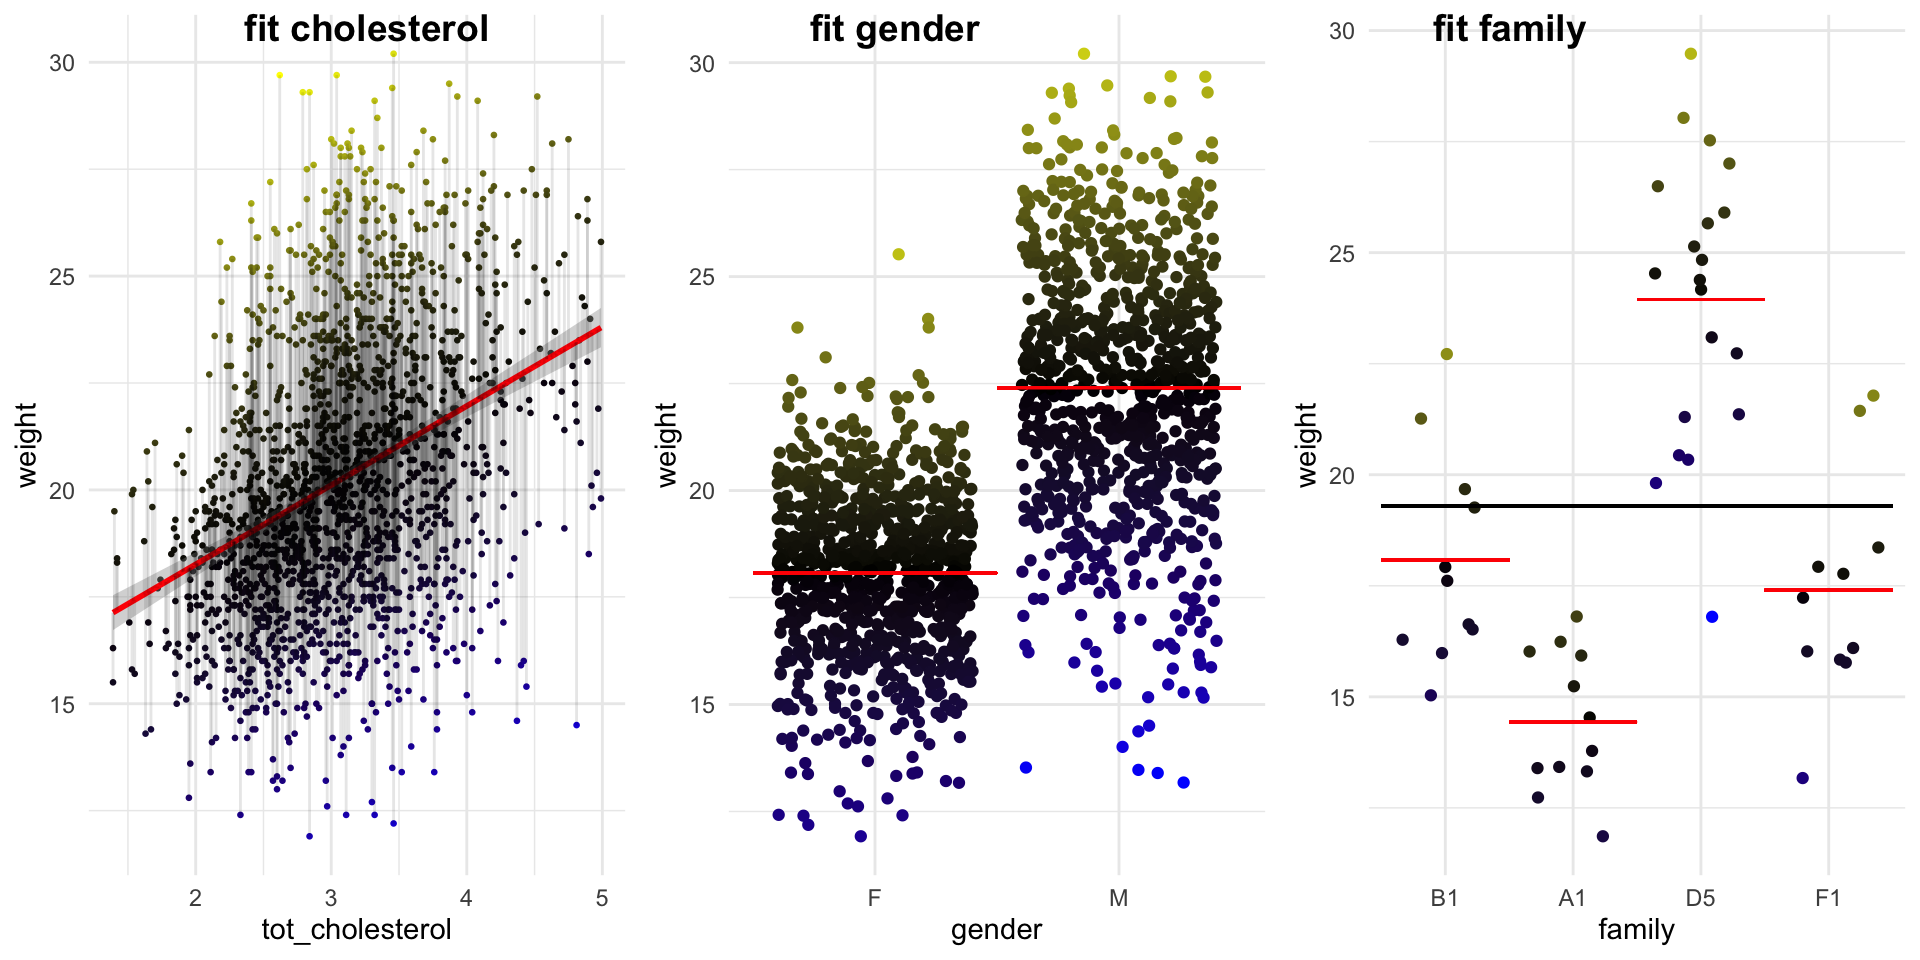 fit cholesterol
30
25
20
15
weight
2 3 4 5
tot_cholesterol
fit gender
30
25
20
15
weight
F M
gender
fit family
30
25
20
15
weight
B1 A1 D5 F1
family